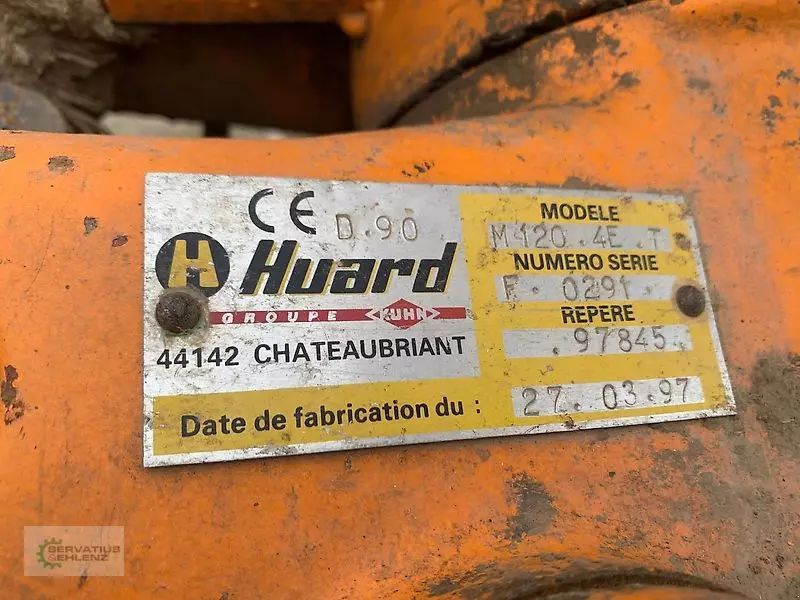 CE D.90
H Huard
GROUPE KUHN
44142 CHATEAUBRIANT
MODELE
M120.4E.T
NUMERO SERIE
F. 0291.
REPERE
.97845.
Date de fabrication du : 27. 03.97
SERVATIUS
&EHLENZ